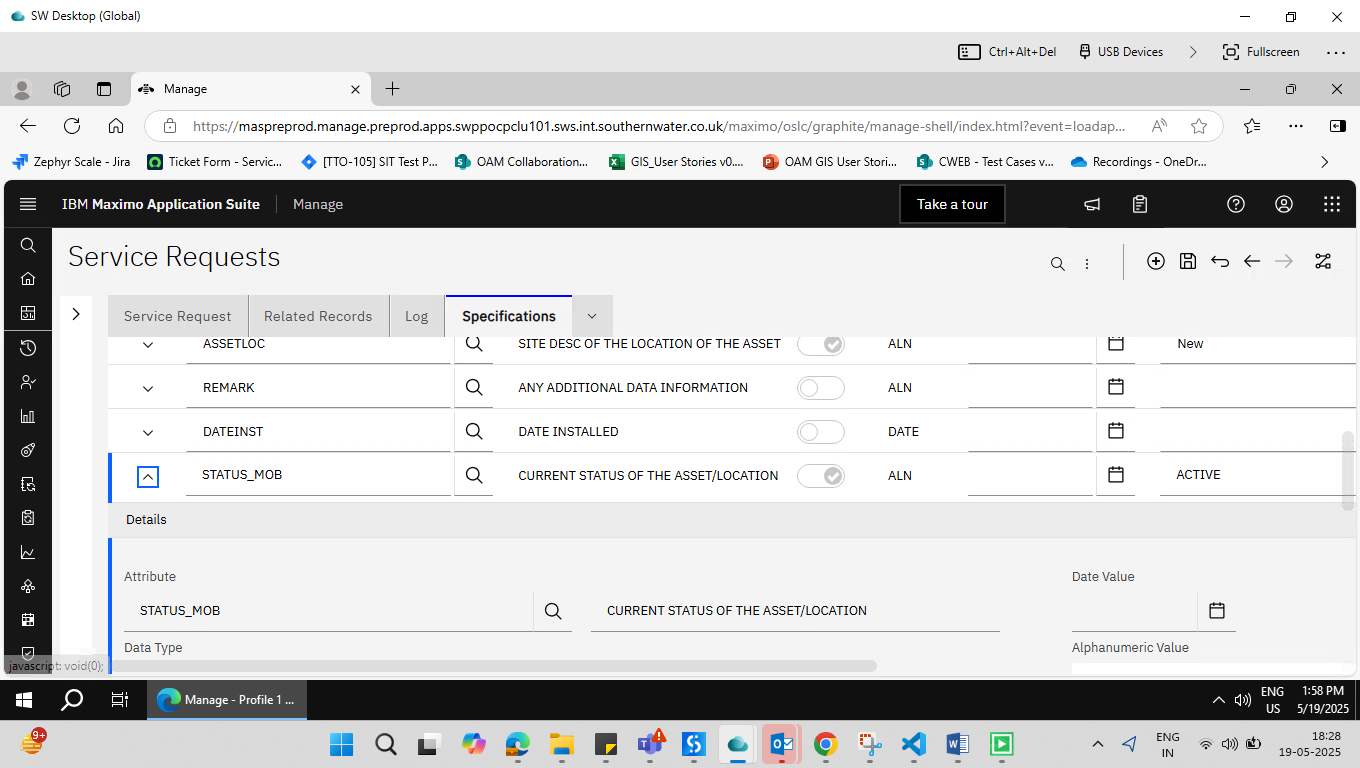 SW Desktop (Global)
Ctrl+Alt+Del
USB Devices
Fullscreen
Manage
https://maspreprod.manage.preprod.apps.swppocpclu101.sws.int.southernwater.co.uk/maximo/oslc/graphite/manage-shell/index.html?event=loadap...
Zephyr Scale - Jira
Ticket Form - Servic...
[TTO-105] SIT Test P...
OAM Collaboration...
GIS_User Stories v0....
OAM GIS User Stori...
CWEB - Test Cases v...
Recordings - OneDr...
IBM Maximo Application Suite
Manage
Take a tour
Service Requests
Service Request
Related Records
Log
Specifications
ASSETLOC
SITE DESC OF THE LOCATION OF THE ASSET
ALN
New
REMARK
ANY ADDITIONAL DATA INFORMATION
ALN
DATEINST
DATE INSTALLED
DATE
STATUS_MOB
CURRENT STATUS OF THE ASSET/LOCATION
ALN
ACTIVE
Details
Attribute
Date Value
STATUS_MOB
CURRENT STATUS OF THE ASSET/LOCATION
Data Type
Alphanumeric Value
javascript: void(0);
Manage - Profile 1 ...
ENG
US
1:58 PM
5/19/2025
9+
ENG
IN
18:28
19-05-2025